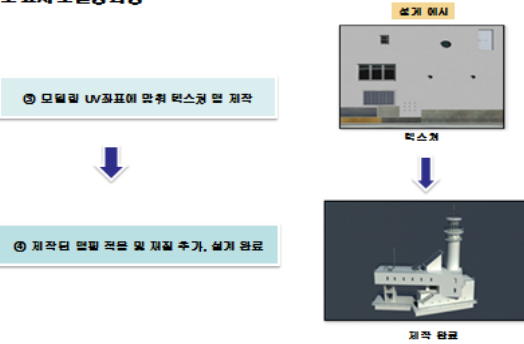 설계 예시
③ 모델링 UV좌표에 맞춰 텍스쳐 맵 제작
텍스쳐
④ 제작된 맵핑 적용 및 재질 추가, 설계 완료
제작 완료